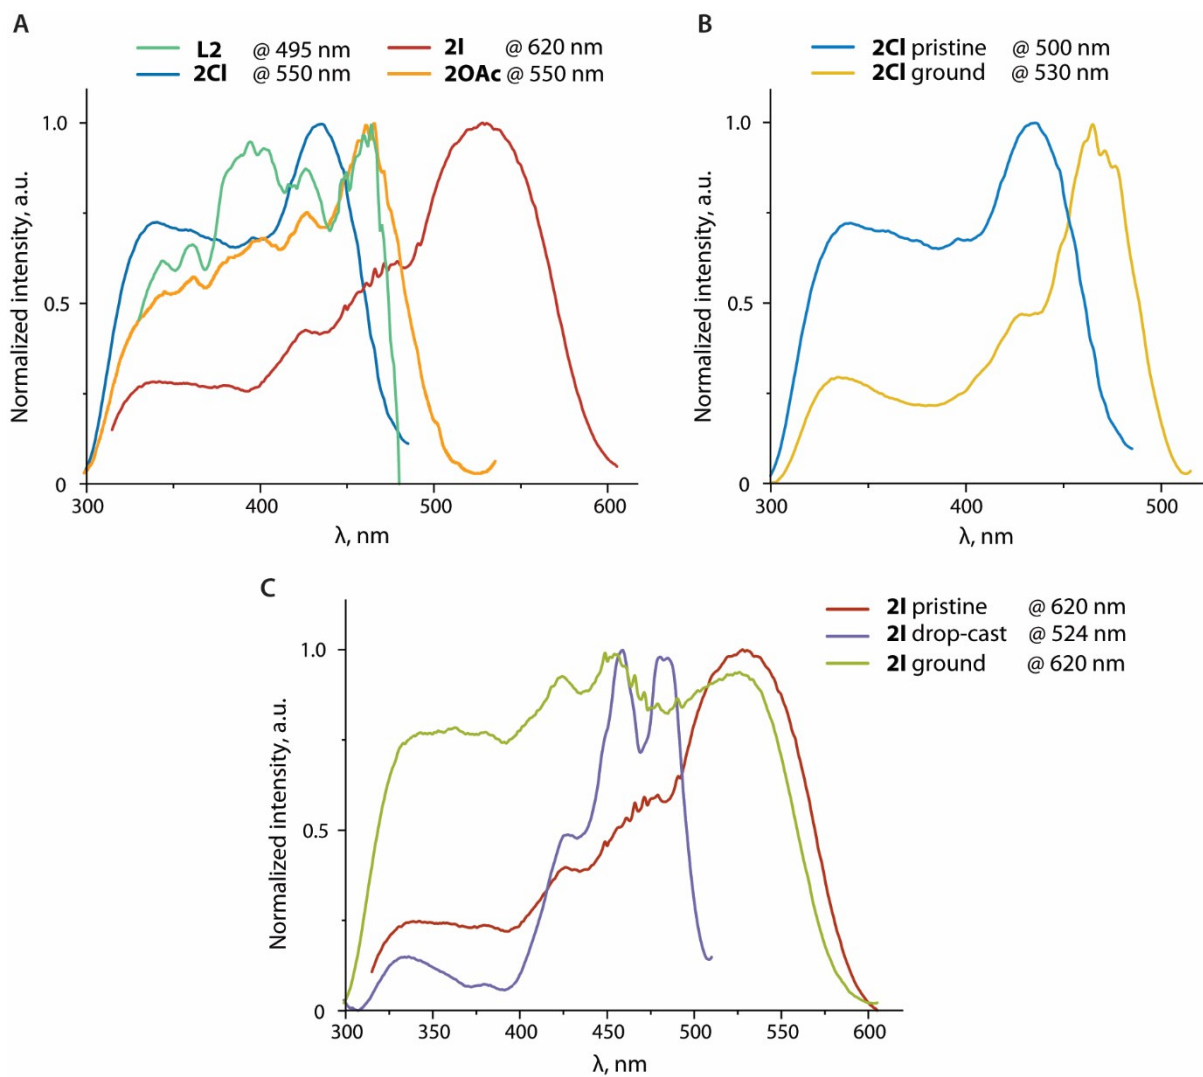 A
L2 @ 495 nm
2I @ 620 nm
2Cl @ 550 nm
2OAc @ 550 nm
1.0
0.5
0
Normalized intensity, a.u.
300
400
500
600
λ, nm
B
2Cl pristine @ 500 nm
2Cl ground @ 530 nm
1.0
0.5
0
Normalized intensity, a.u.
300
400
500
λ, nm
C
2I pristine @ 620 nm
2I drop-cast @ 524 nm
2I ground @ 620 nm
1.0
0.5
0
Normalized intensity, a.u.
300
350
400
450
500
550
600
λ, nm